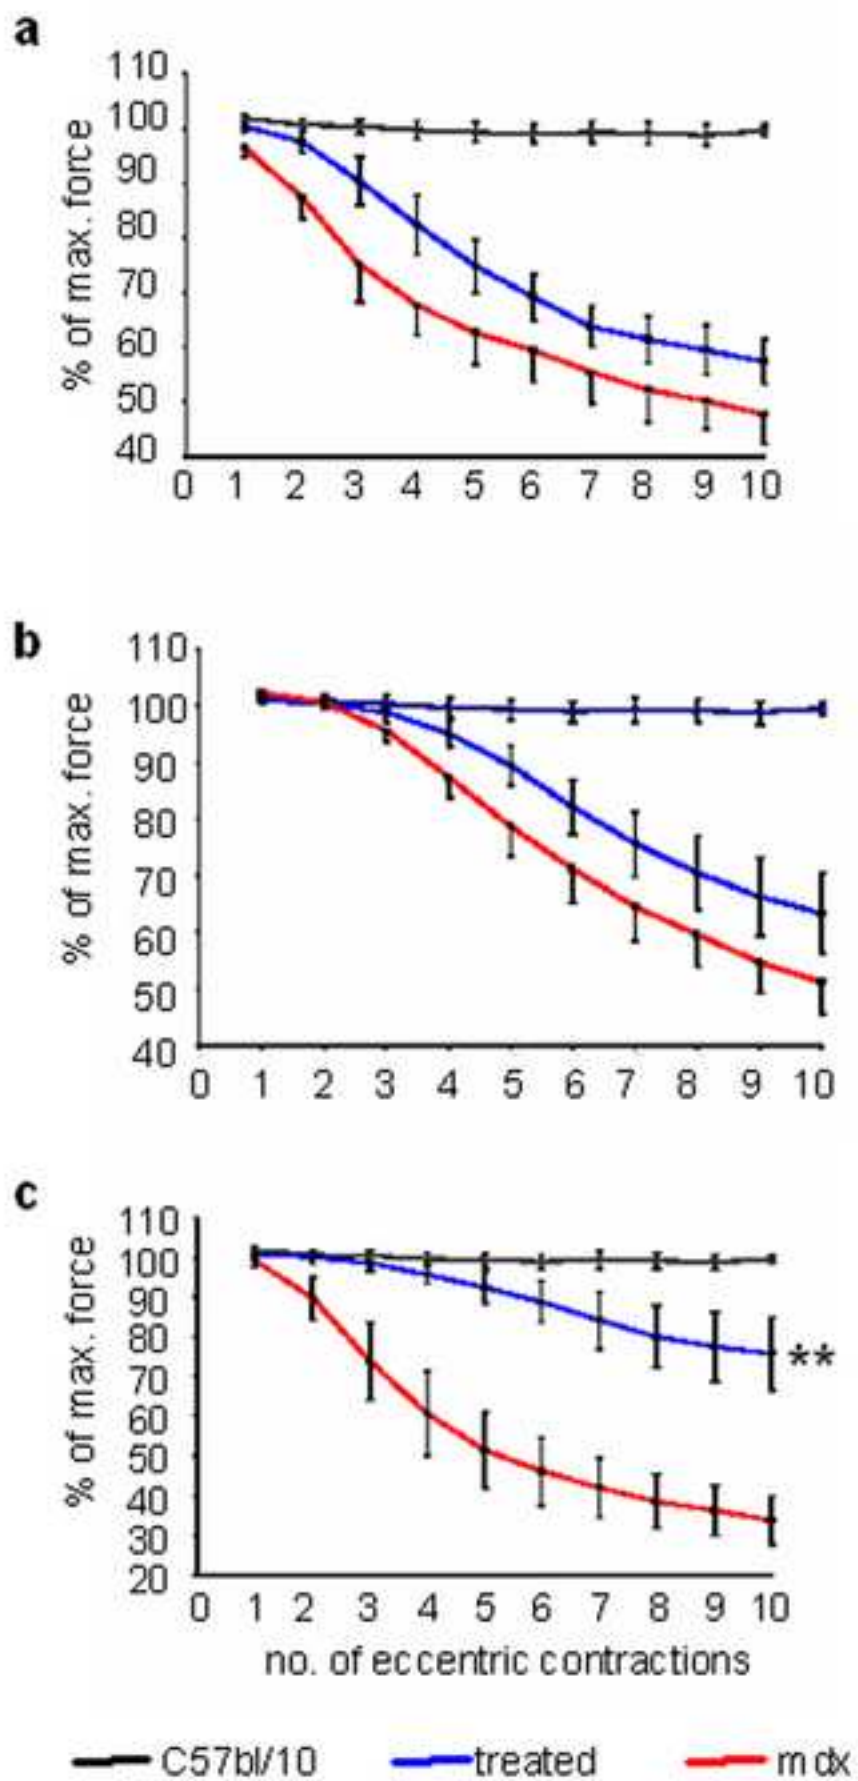 a
110
100
90
80
70
60
50
40
% of max. force
0 1 2 3 4 5 6 7 8 9 10
b
110
100
90
80
70
60
50
40
% of max. force
0 1 2 3 4 5 6 7 8 9 10
c
110
100
90
80
70
60
50
40
30
20
% of max. force
**
0 1 2 3 4 5 6 7 8 9 10
no. of eccentric contractions
C57bl/10 treated mdx